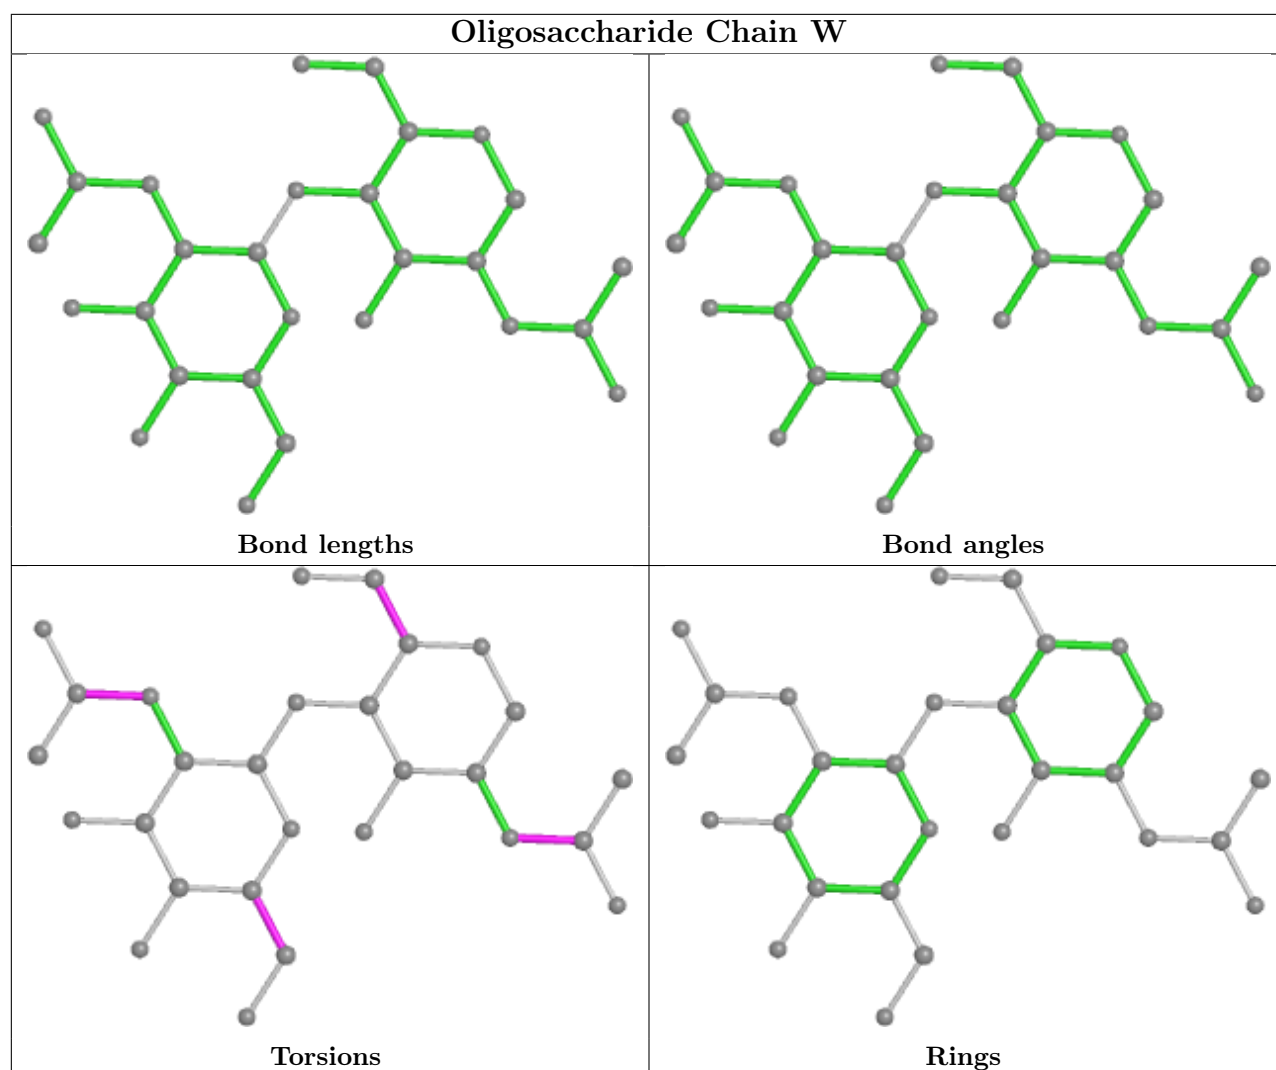 Oligosaccharide Chain W
Bond lengths
Bond angles
Torsions
Rings